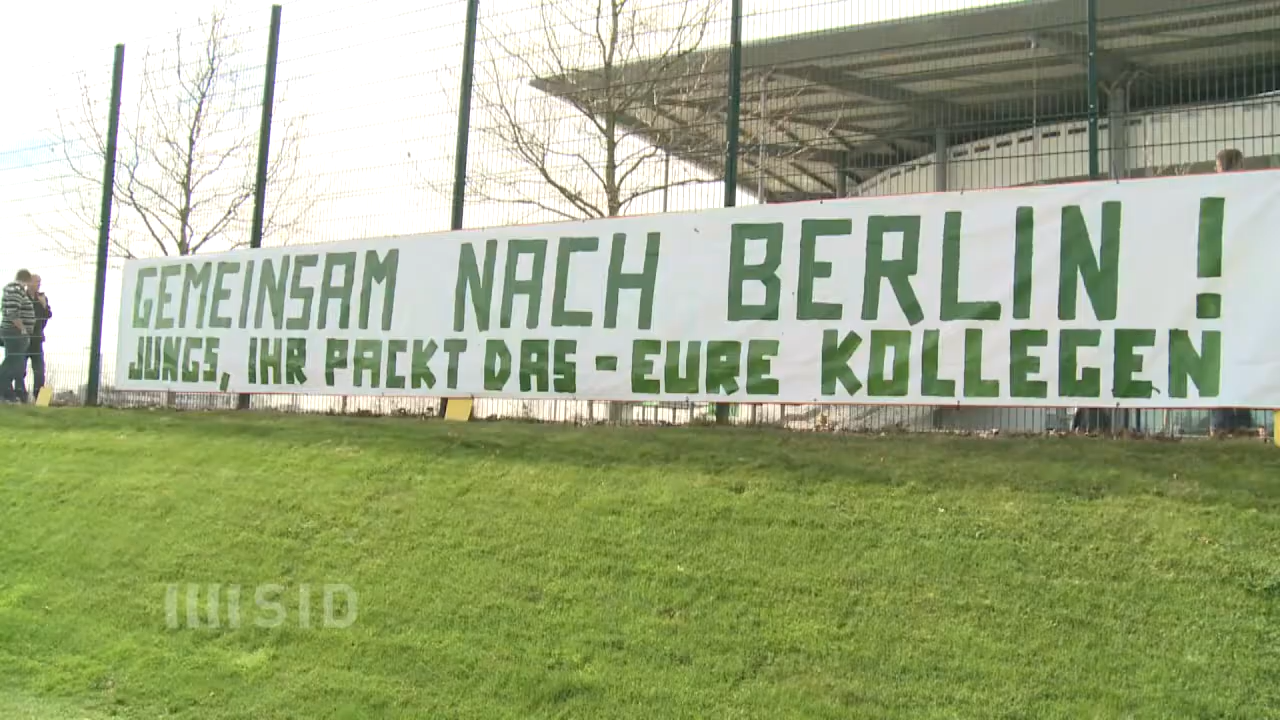 GEMEINSAM NACH BERLIN !
JUNGS, IHR PACKT DAS - EURE KOLLEGEN
SID